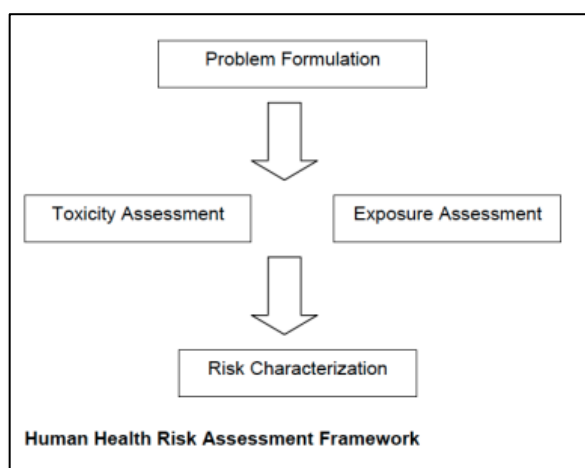 Problem Formulation
Toxicity Assessment
Exposure Assessment
Risk Characterization
Human Health Risk Assessment Framework